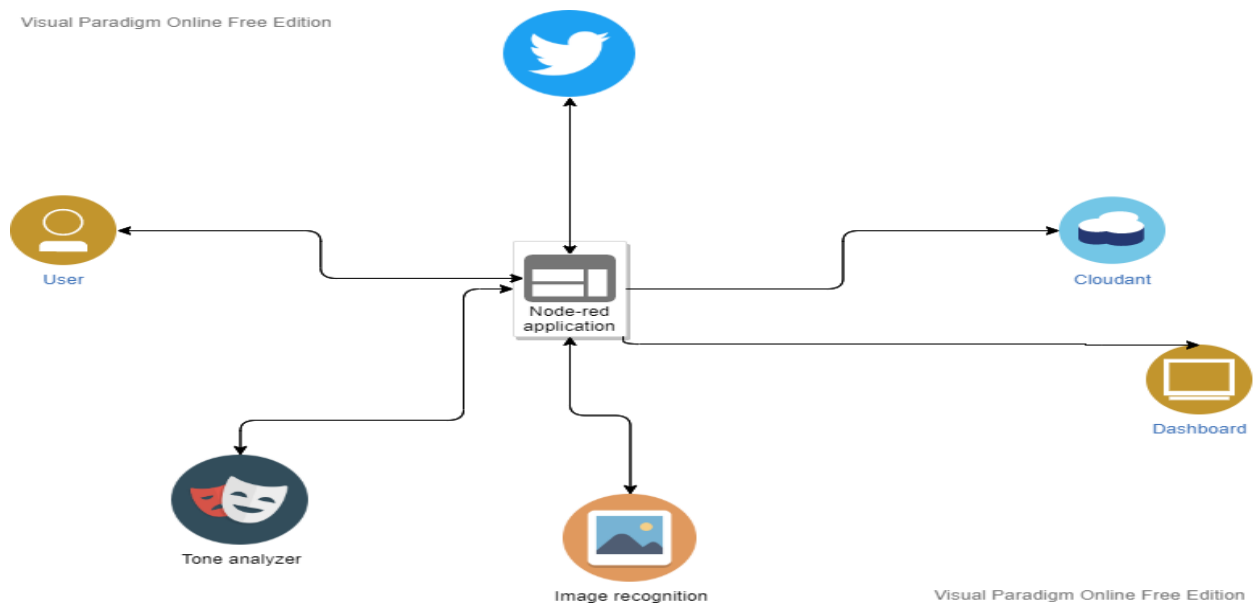 Visual Paradigm Online Free Edition
User
Node-red
application
Cloudant
Dashboard
Tone analyzer
Image recognition
Visual Paradigm Online Free Edition